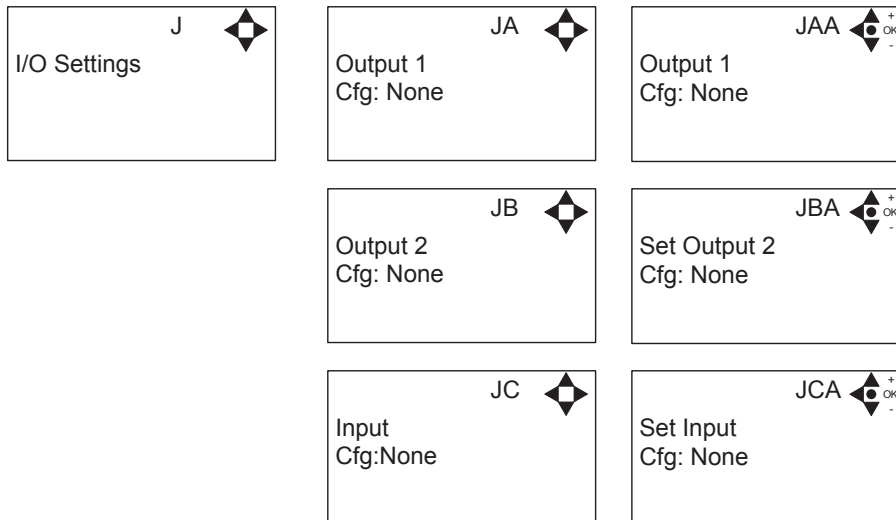 J
I/O Settings
JA
Output 1
Cfg: None
JAA
+
OK
-
Output 1
Cfg: None
JB
Output 2
Cfg: None
JBA
+
OK
-
Set Output 2
Cfg: None
JC
Input
Cfg:None
JCA
+
OK
-
Set Input
Cfg: None